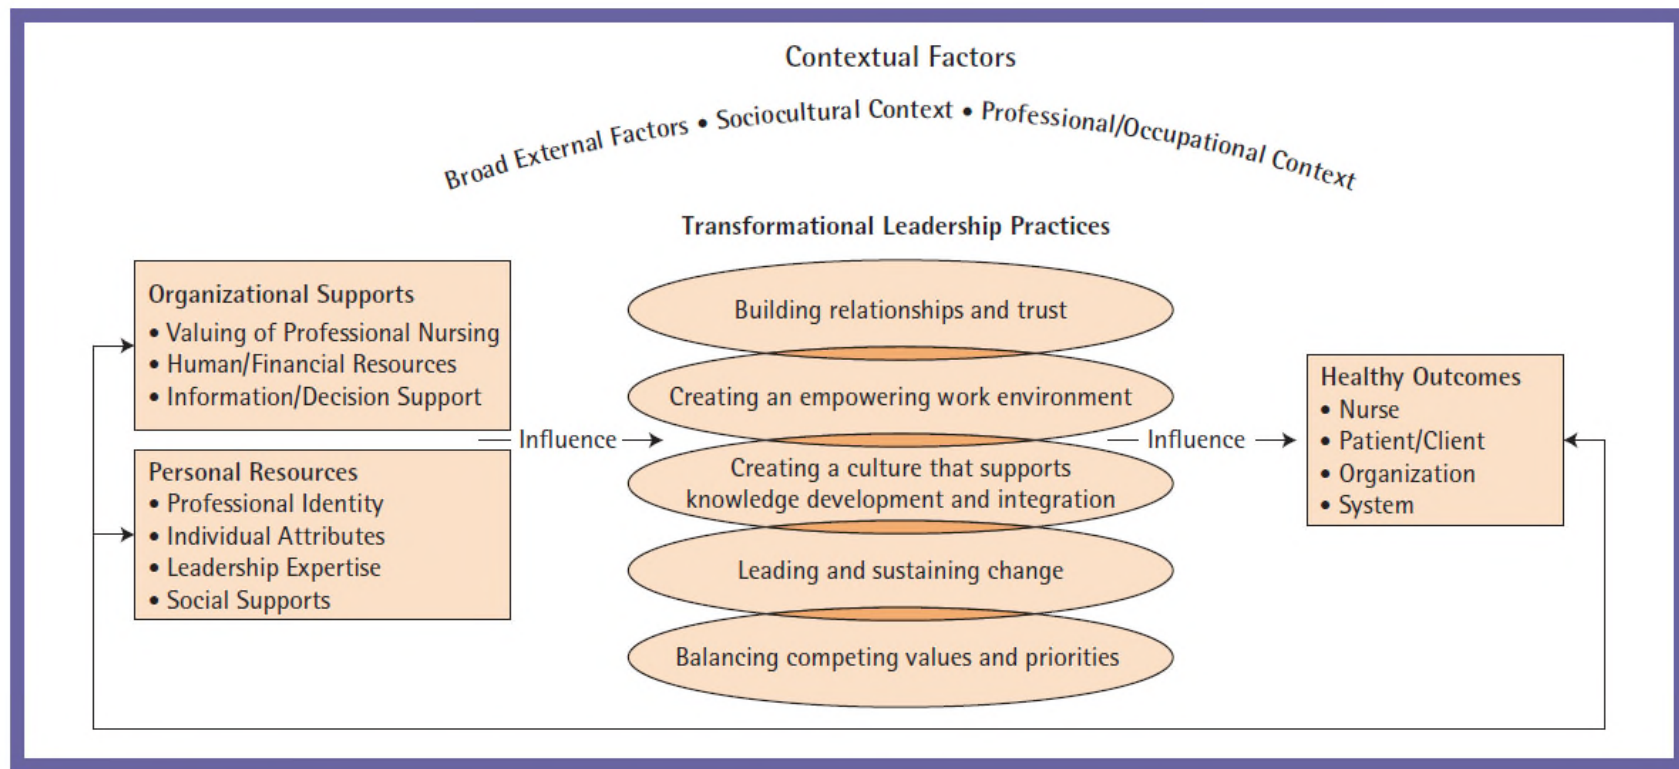 Contextual Factors
Broad External Factors • Sociocultural Context • Professional/Occupational Context
Transformational Leadership Practices
Organizational Supports
• Valuing of Professional Nursing
• Human/Financial Resources
• Information/Decision Support
Personal Resources
• Professional Identity
• Individual Attributes
• Leadership Expertise
• Social Supports
Influence
Building relationships and trust
Creating an empowering work environment
Creating a culture that supports
knowledge development and integration
Leading and sustaining change
Balancing competing values and priorities
Influence
Healthy Outcomes
• Nurse
• Patient/Client
• Organization
• System